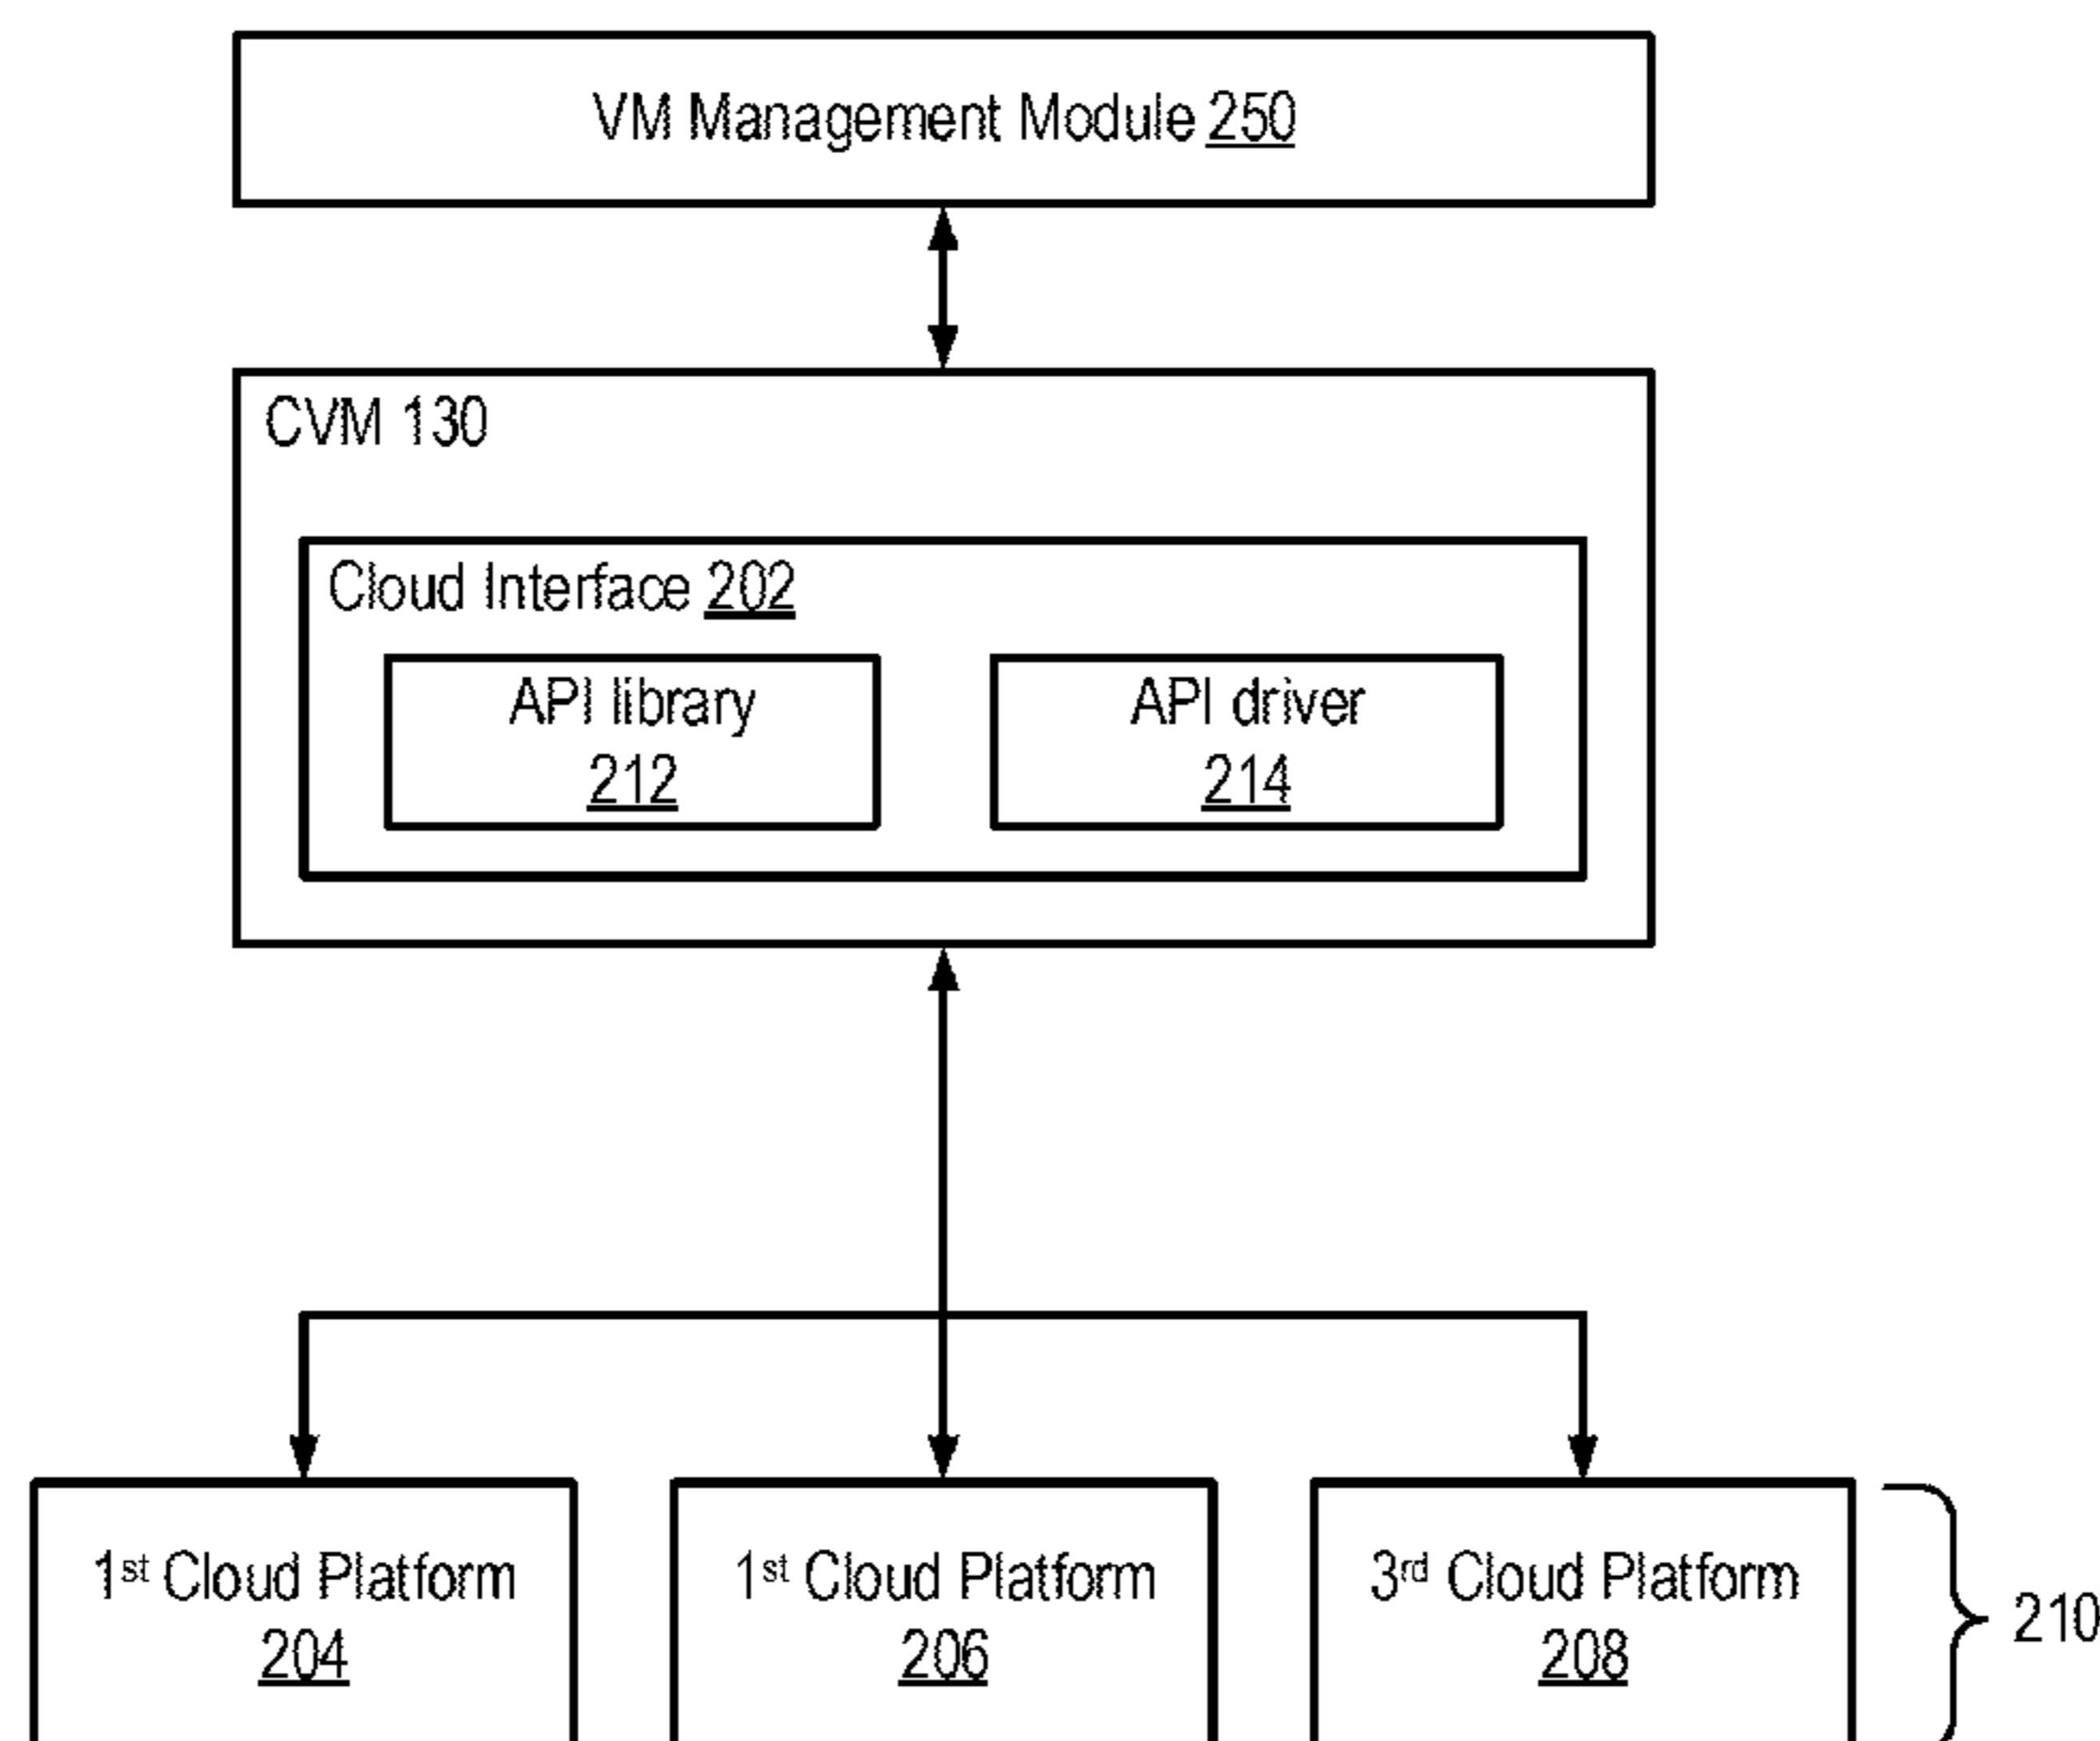 VM Management Module 250
CVM 130
Cloud Interface 202
API library
212
API driver
214
1st Cloud Platform
204
1st Cloud Platform
206
3rd Cloud Platform
208
210